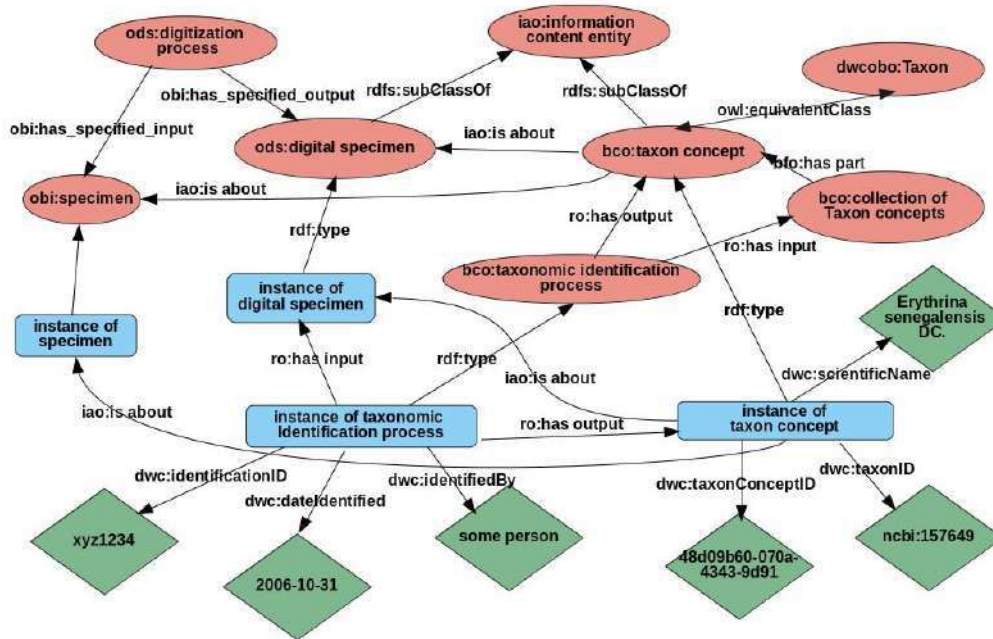 ods:digitization
process
iao:information
content entity
dwcobo:Taxon
obi:has_specified_output
rdfs:subClassOf
rdfs:subClassOf
owl:equivalentClass
obi:has_specified_input
iao:is about
ods:digital specimen
bco:taxon concept
bfo:has part
obi:specimen
iao:is about
bco:collection of
Taxon concepts
ro:has output
rdf:type
ro:has input
bco:taxonomic identification
process
instance of
digital specimen
instance of
specimen
rdf:type
Erythrina
senegalensis
DC.
ro:has input
rdf:type
iao:is about
dwc:scientificName
iao:is about
instance of taxonomic
Identification process
ro:has output
instance of
taxon concept
dwc:identificationID
dwc:dateIdentified
dwc:identifiedBy
dwc:taxonConceptID
dwc:taxonID
xyz1234
2006-10-31
some person
48d09b60-070a-
4343-9d91
ncbi:157649